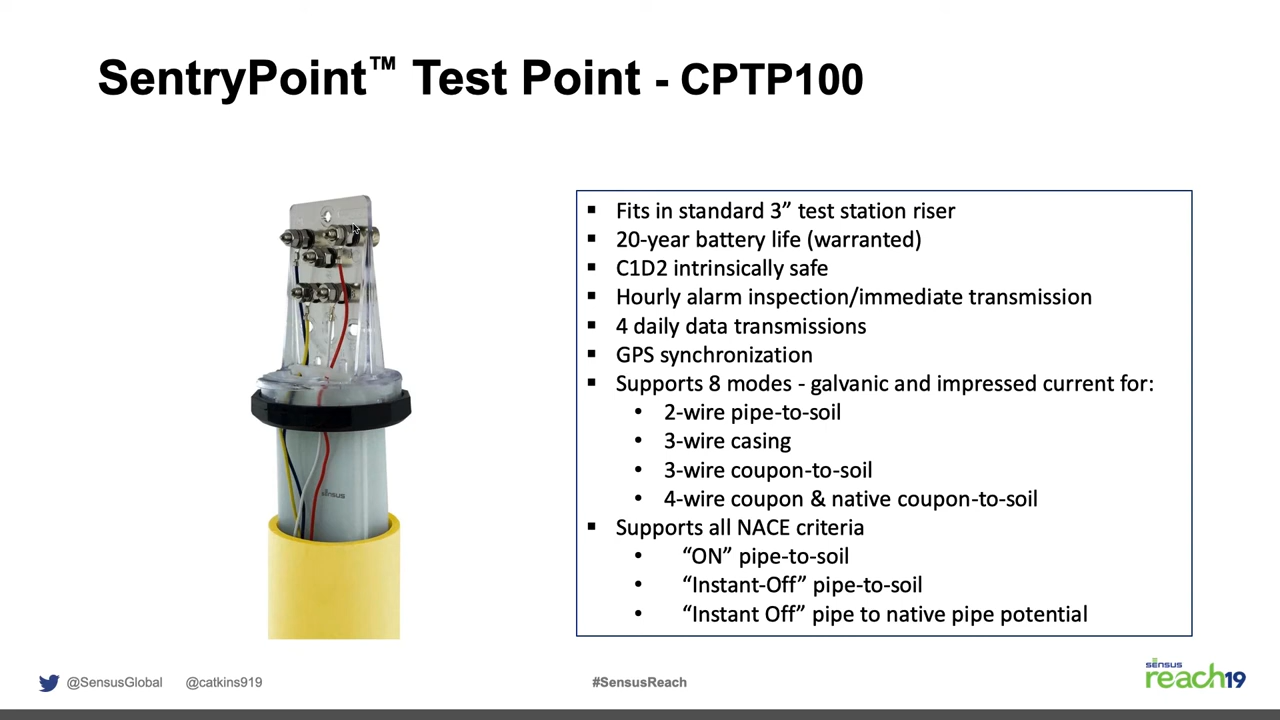 SentryPoint™ Test Point - CPTP100
▪ Fits in standard 3” test station riser
▪ 20-year battery life (warranted)
▪ C1D2 intrinsically safe
▪ Hourly alarm inspection/immediate transmission
▪ 4 daily data transmissions
▪ GPS synchronization
▪ Supports 8 modes - galvanic and impressed current for:
• 2-wire pipe-to-soil
• 3-wire casing
• 3-wire coupon-to-soil
• 4-wire coupon & native coupon-to-soil
▪ Supports all NACE criteria
• “ON” pipe-to-soil
• “Instant-Off” pipe-to-soil
• “Instant Off” pipe to native pipe potential
sensus
@SensusGlobal @catkins919
#SensusReach
sensus
reach19